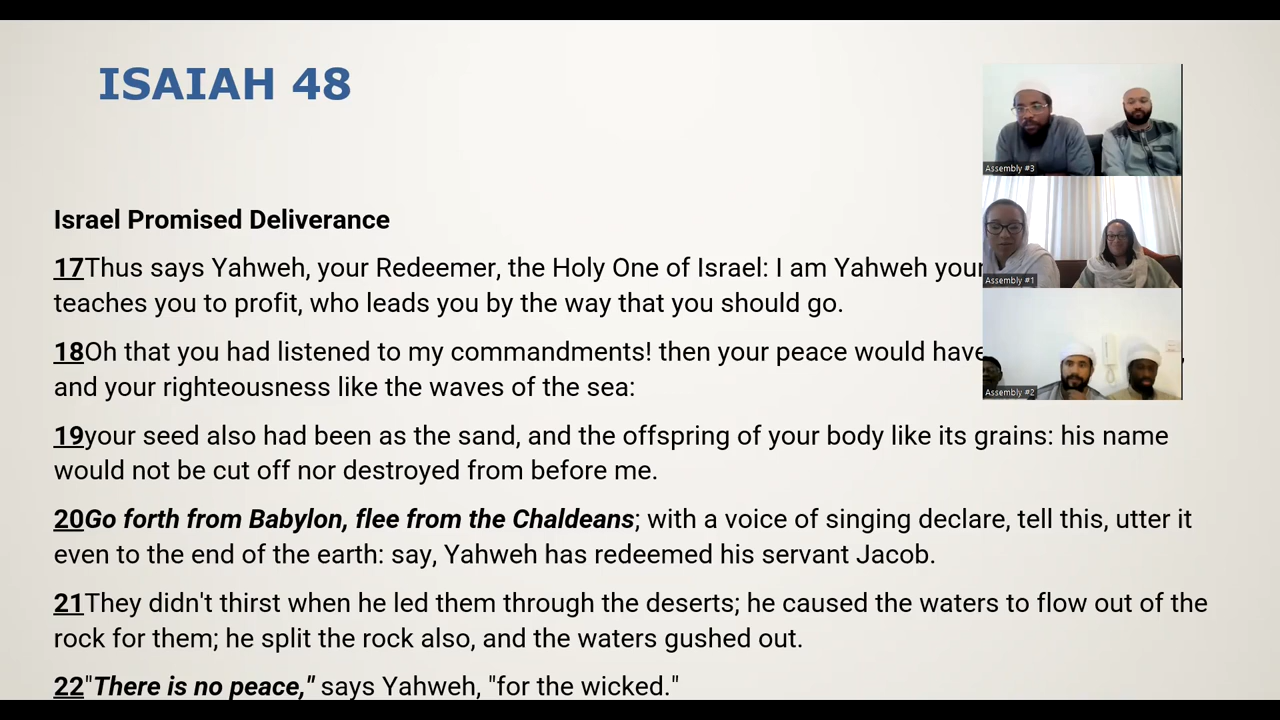 ISAIAH 48
Israel Promised Deliverance
17Thus says Yahweh, your Redeemer, the Holy One of Israel: I am Yahweh your
teaches you to profit, who leads you by the way that you should go.
18Oh that you had listened to my commandments! then your peace would have
and your righteousness like the waves of the sea:
19your seed also had been as the sand, and the offspring of your body like its grains: his name
would not be cut off nor destroyed from before me.
20Go forth from Babylon, flee from the Chaldeans; with a voice of singing declare, tell this, utter it
even to the end of the earth: say, Yahweh has redeemed his servant Jacob.
21They didn't thirst when he led them through the deserts; he caused the waters to flow out of the
rock for them; he split the rock also, and the waters gushed out.
22"There is no peace," says Yahweh, "for the wicked."
Assembly #3
Assembly #1
Assembly #2